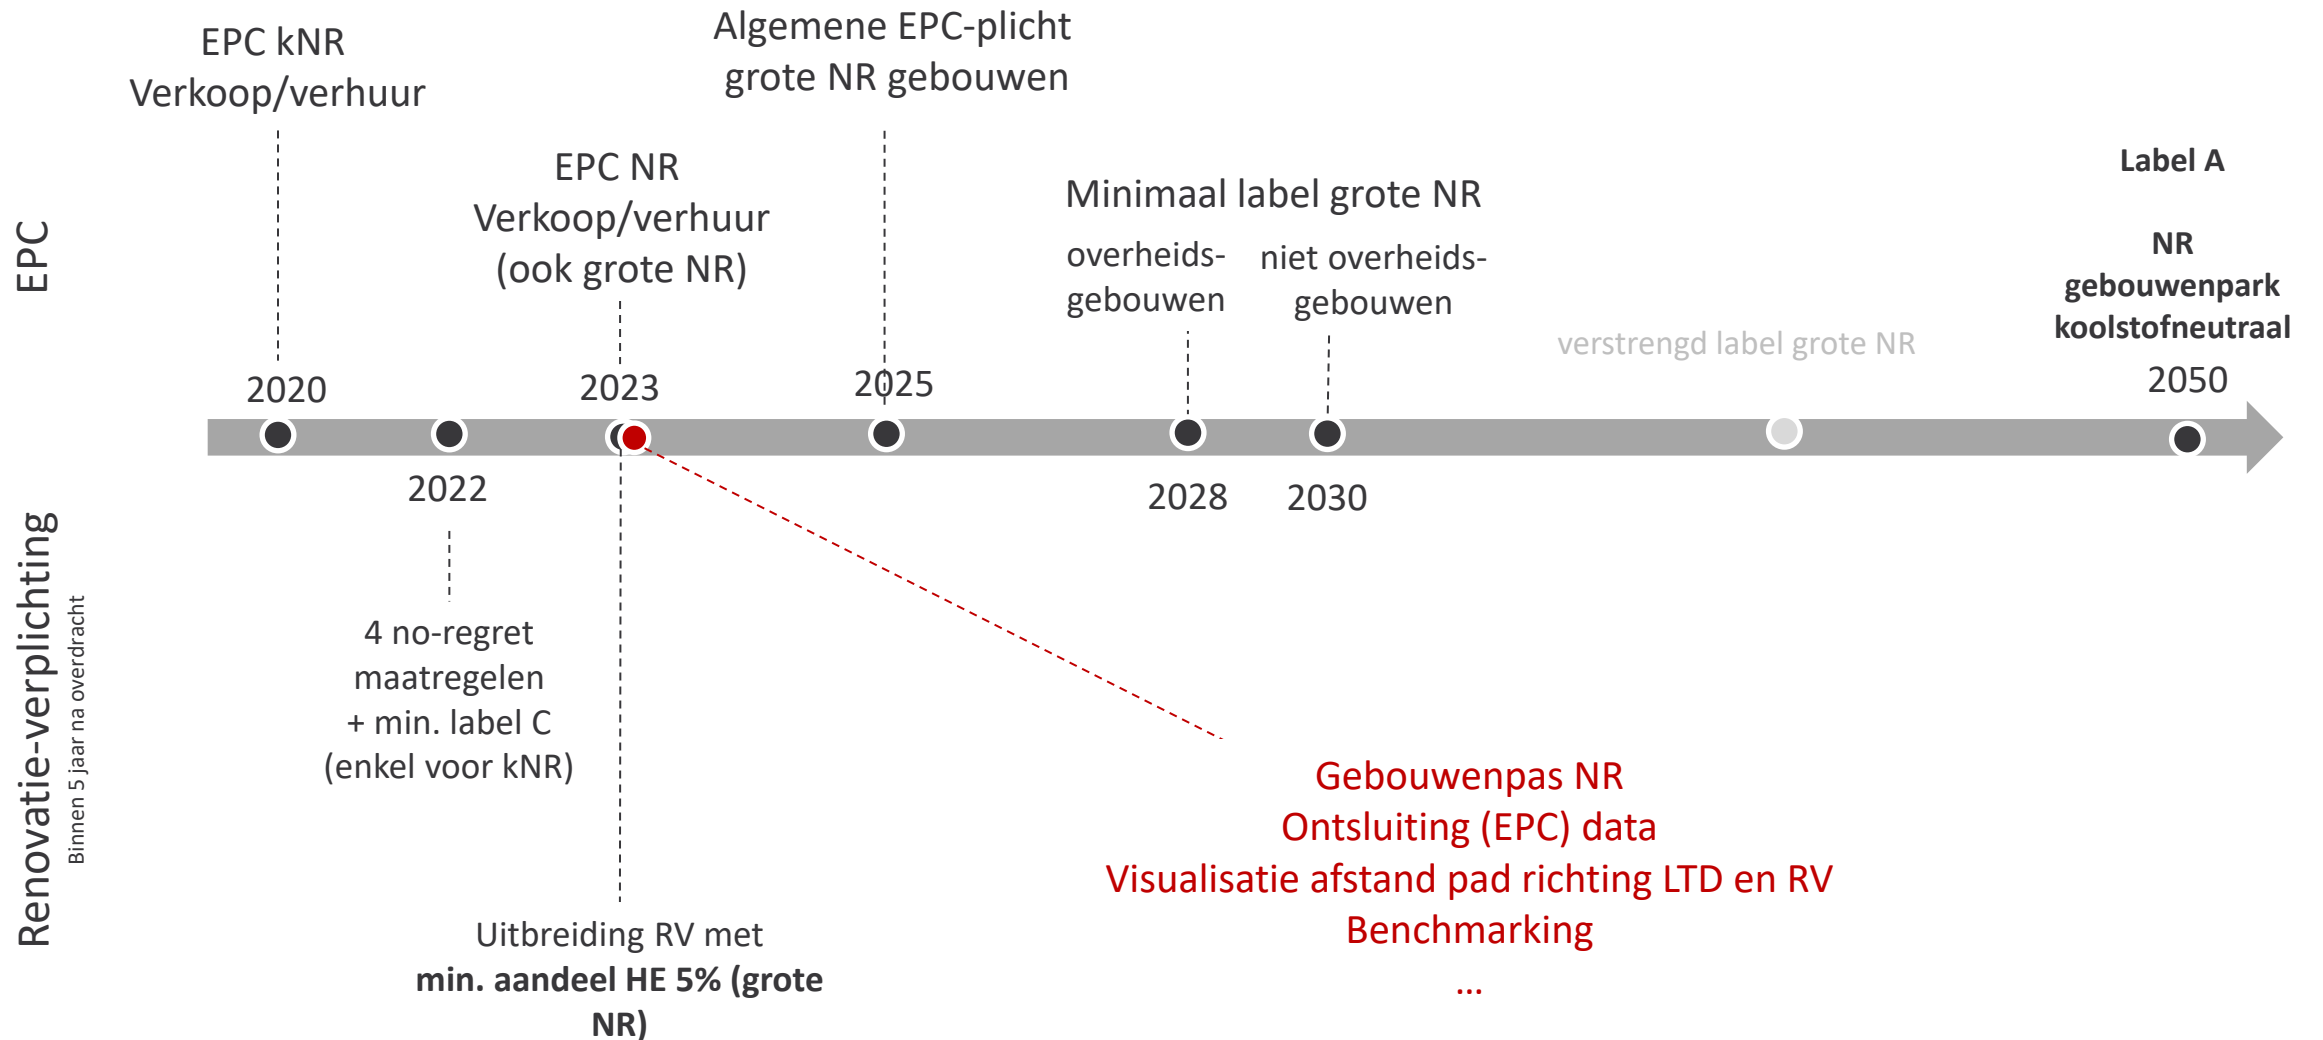 EPC kNR
Verkoop/verhuur
Algemene EPC-plicht
grote NR gebouwen
EPC NR
Verkoop/verhuur
(ook grote NR)
Minimaal label grote NR
overheids-
gebouwen
niet overheids-
gebouwen
Label A
NR
gebouwenpark
koolstofneutraal
verstrengd label grote NR
EPC
2020
2023
2025
2050
2022
2028
2030
Renovatie-verplichting
Binnen 5 jaar na overdracht
4 no-regret
maatregelen
+ min. label C
(enkel voor kNR)
Uitbreiding RV met
min. aandeel HE 5% (grote
NR)
Gebouwenpas NR
Ontsluiting (EPC) data
Visualisatie afstand pad richting LTD en RV
Benchmarking
...